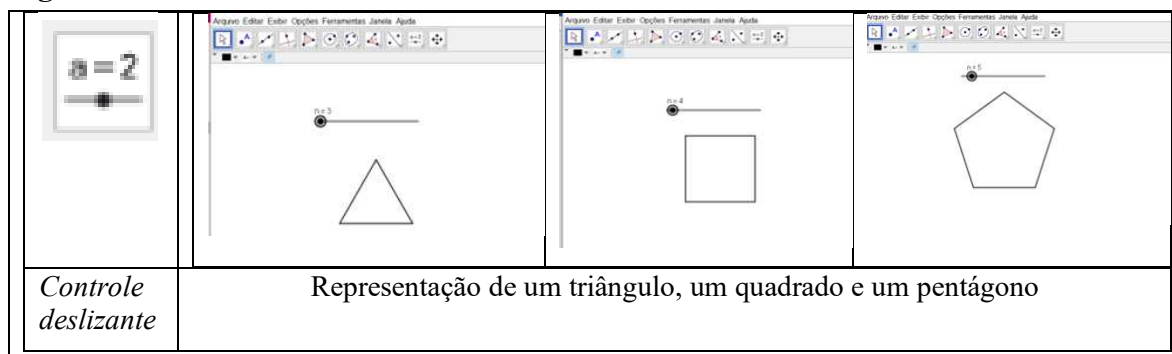 a = 2
Arquivo Editar Exibir Opções Ferramentas Janela Ajuda
n = 3
Arquivo Editar Exibir Opções Ferramentas Janela Ajuda
n = 4
Arquivo Editar Exibir Opções Ferramentas Janela Ajuda
n = 5
Controle
deslizante
Representação de um triângulo, um quadrado e um pentágono